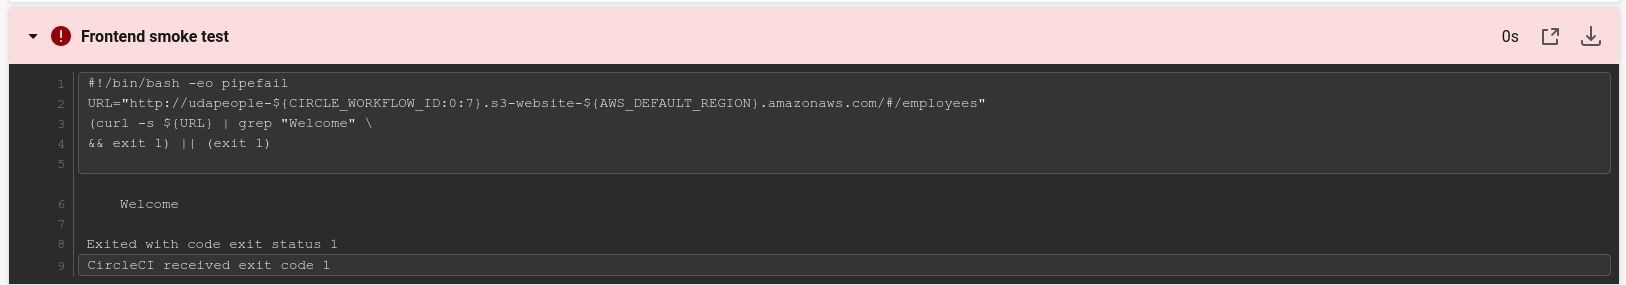 Frontend smoke test 0s
1 #!/bin/bash -eo pipefail
2 URL="http://udapeople-${CIRCLE_WORKFLOW_ID:0:7}.s3-website-${AWS_DEFAULT_REGION}.amazonaws.com/#/employees"
3 (curl -s ${URL} | grep "Welcome" \
4 && exit 1) || (exit 1)
5
6 Welcome
7
8 Exited with code exit status 1
9 CircleCI received exit code 1